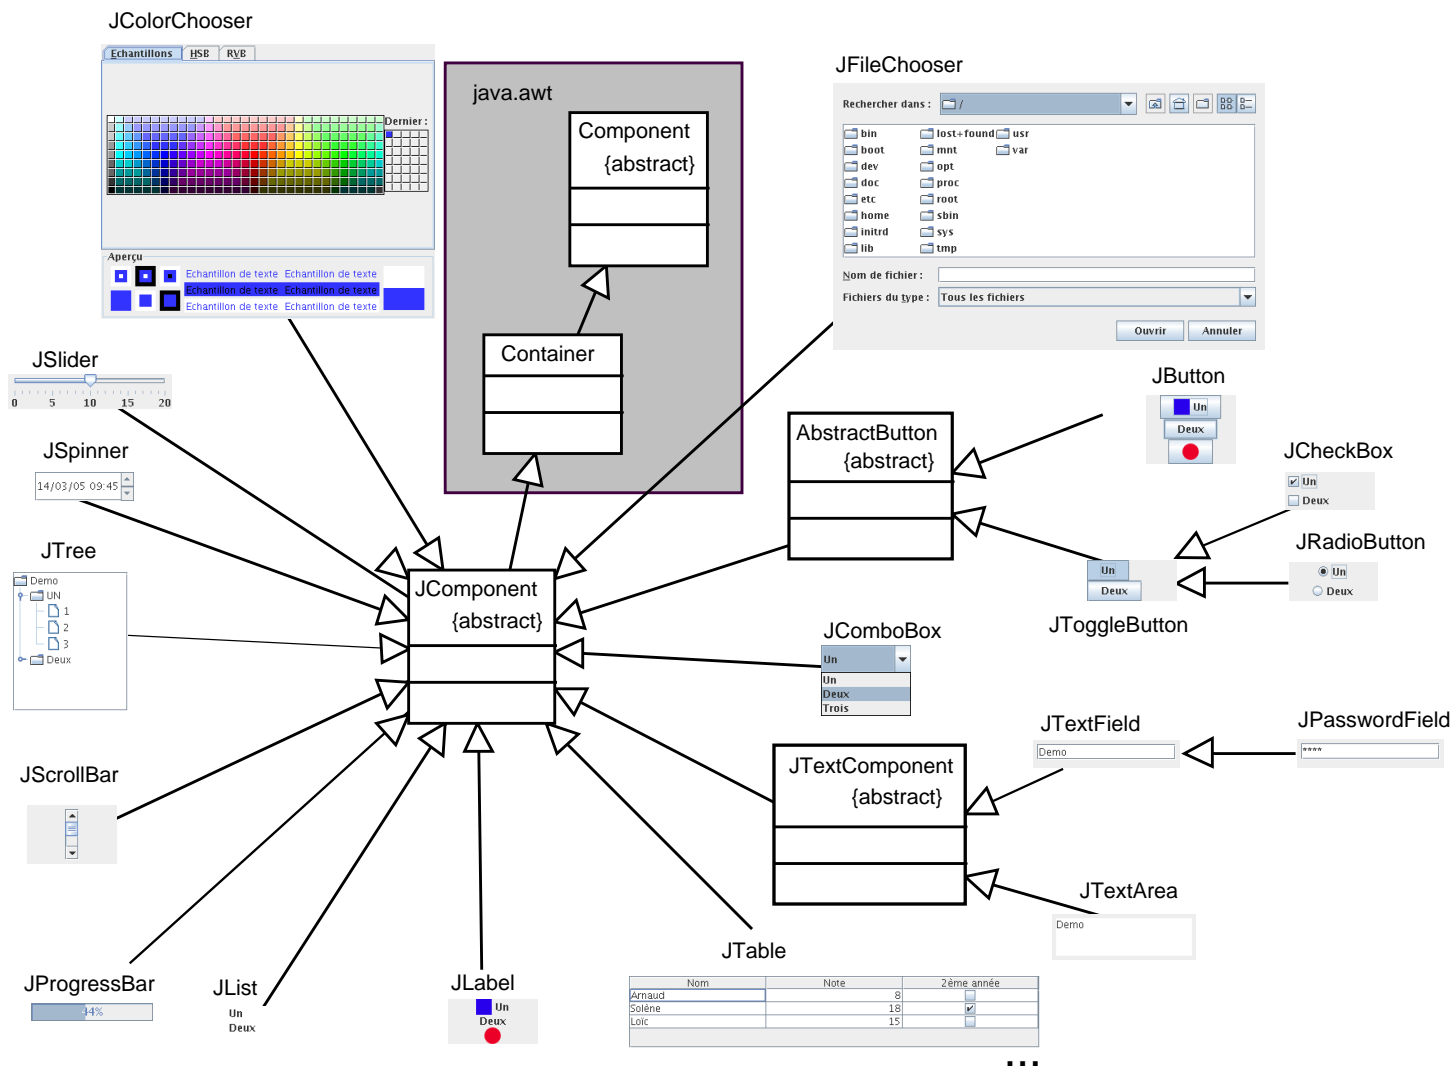 JColorChooser
Echantillons HSB RVB
Dernier :
Aperçu
Echantillon de texte Echantillon de texte
Echantillon de texte Echantillon de texte
Echantillon de texte Echantillon de texte
java.awt
Component
{abstract}
Container
JFileChooser
Rechercher dans : /
bin lost+found usr
boot mnt var
dev opt
doc proc
etc root
home sbin
initrd sys
lib tmp
Nom de fichier :
Fichiers du type : Tous les fichiers
Ouvrir Annuler
JSlider
0 5 10 15 20
JSpinner
14/03/05 09:45
JTree
Demo
UN
1
2
3
Deux
JComponent
{abstract}
AbstractButton
{abstract}
JButton
Un
Deux
JCheckBox
Un
Deux
JRadioButton
Un
Deux
Un
Deux
JToggleButton
JComboBox
Un
Un
Deux
Trois
JTextComponent
{abstract}
JTextField
Demo
JPasswordField
****
JTextArea
Demo
JScrollBar
JProgressBar
44%
JList
Un
Deux
JLabel
Un
Deux
JTable
Nom Note 2ème année
Arnaud 8
Solène 18
Loïc 15
...